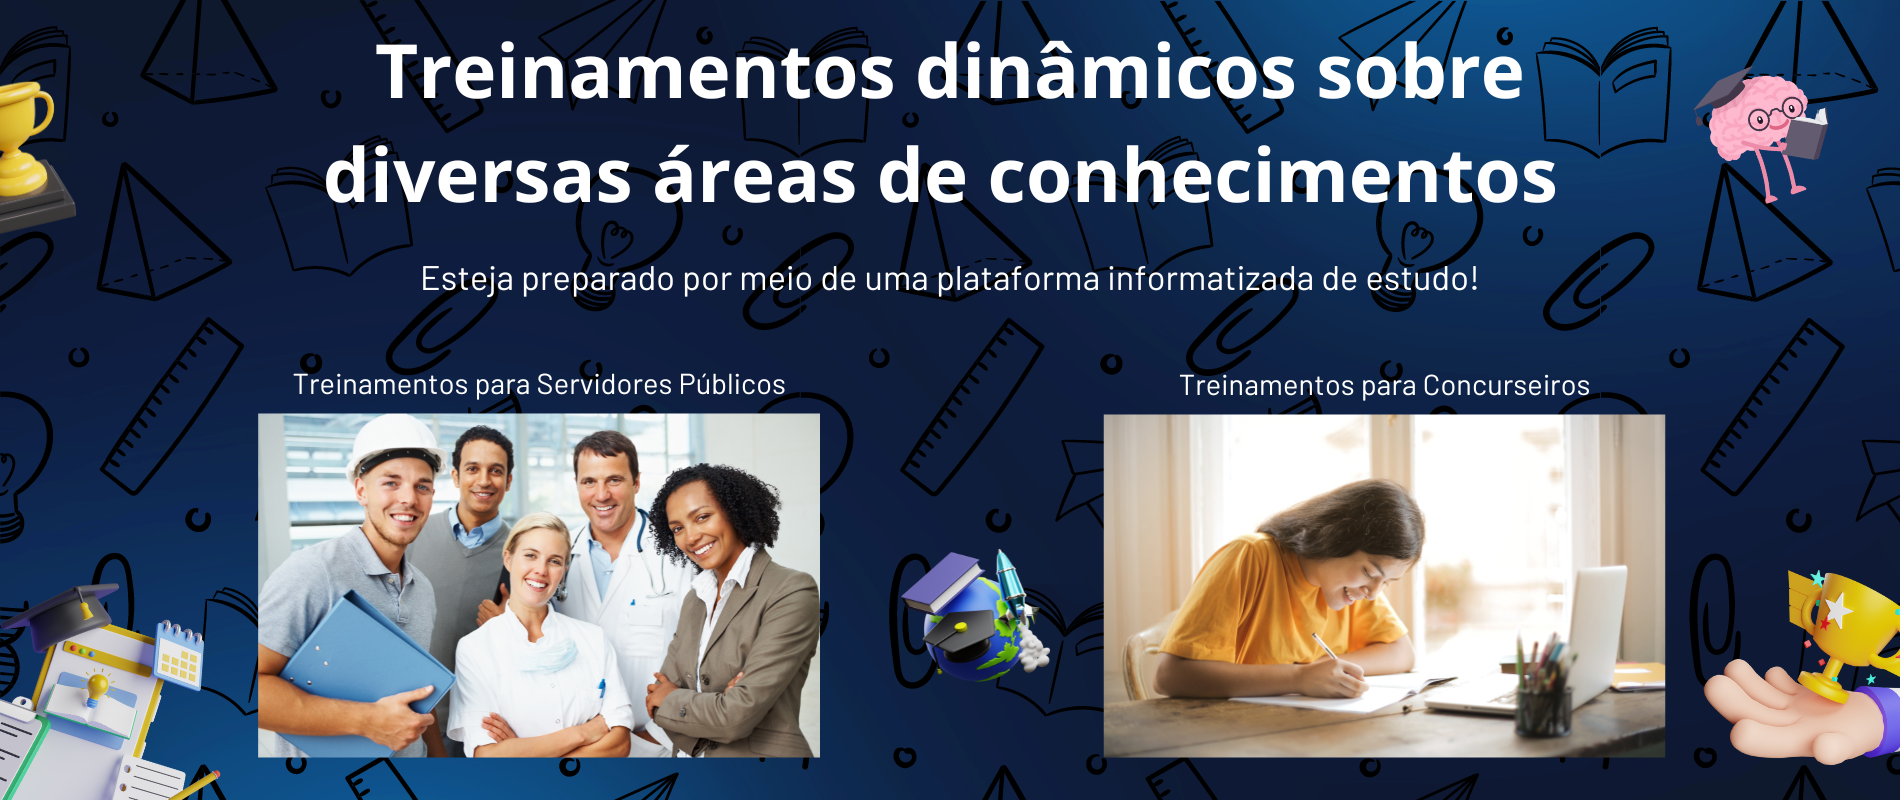 Treinamentos dinâmicos sobre
diversas áreas de conhecimentos
Esteja preparado por meio de uma plataforma informatizada de estudo!
Treinamentos para Servidores Públicos
Treinamentos para Concurseiros